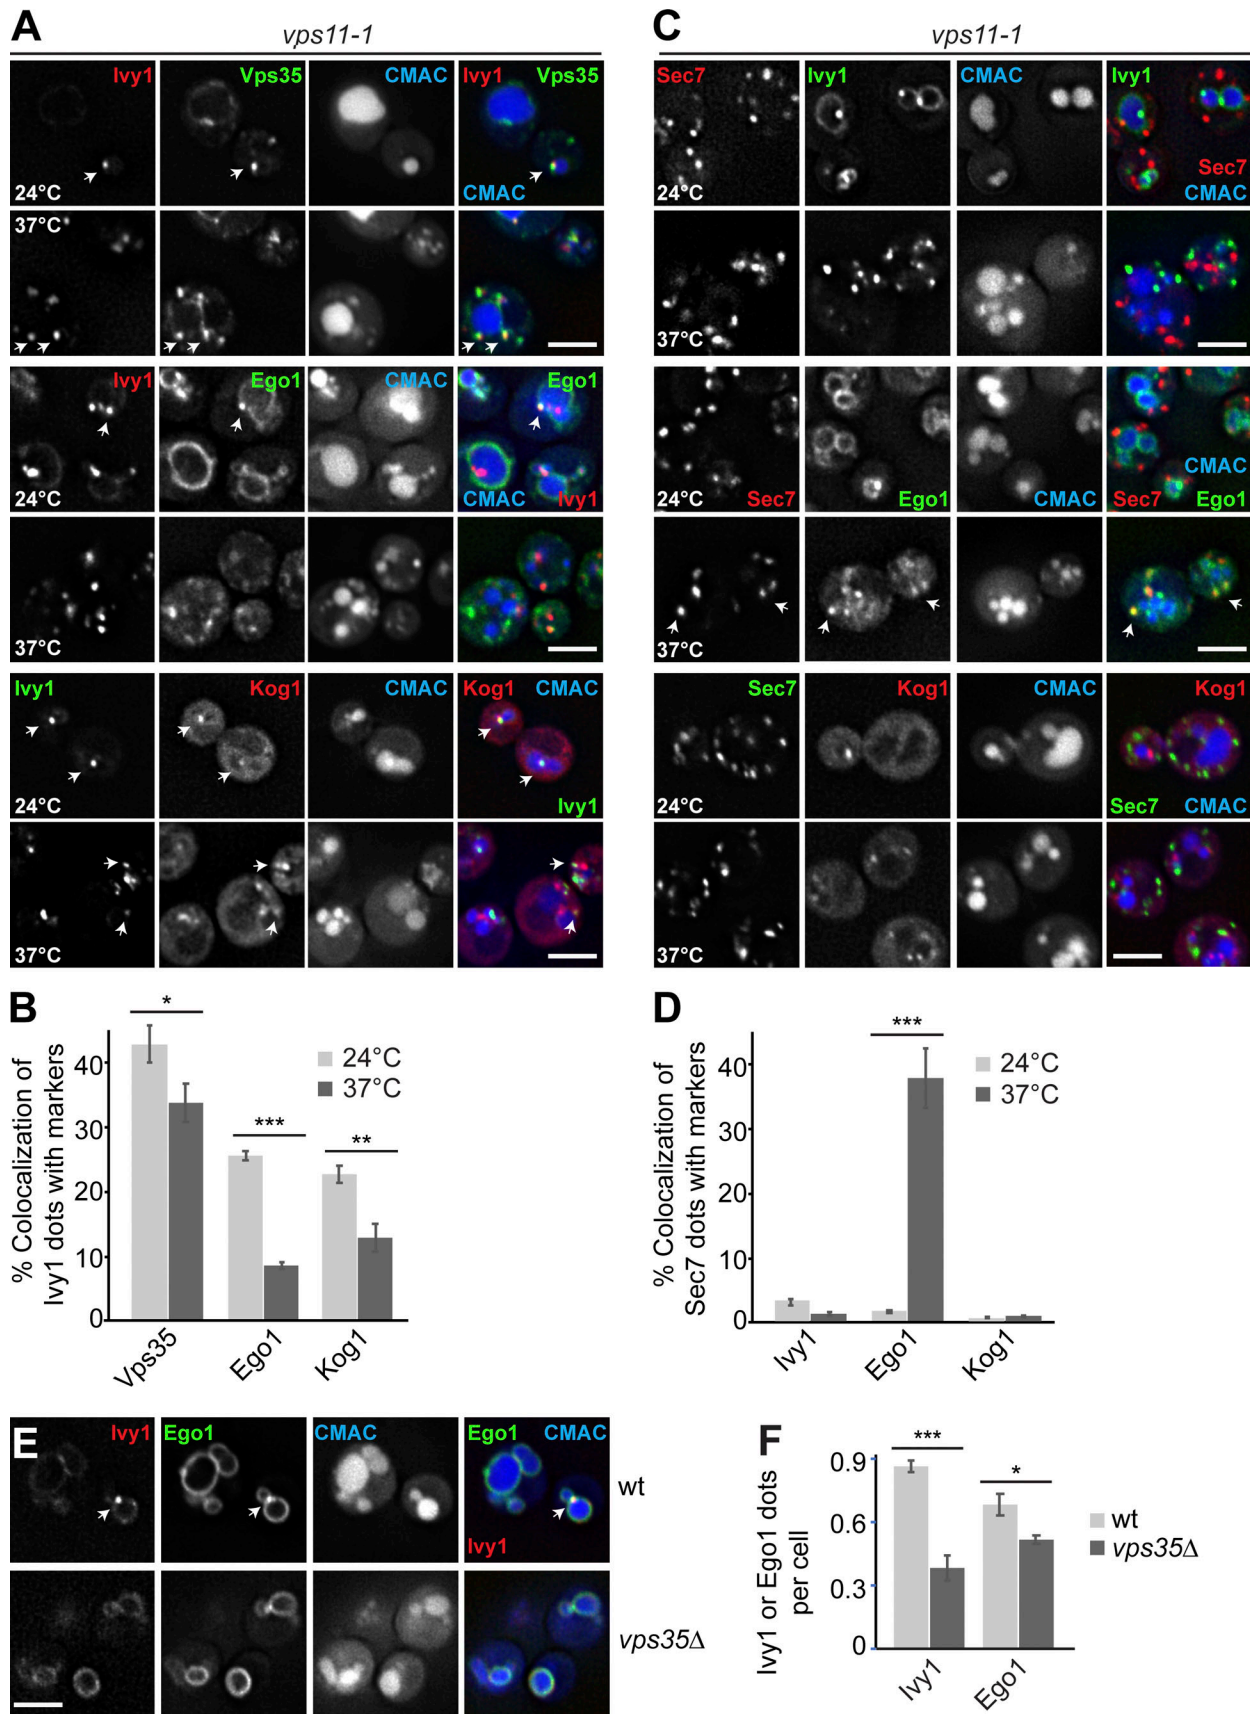 A
vps11-1
Ivy1 Vps35 CMAC Ivy1 Vps35
24°C CMAC
37°C
Ivy1 Ego1 CMAC Ego1
24°C CMAC Ivy1
37°C
Ivy1 Kog1 CMAC Kog1 CMAC
24°C Ivy1
37°C
C
vps11-1
Sec7 Ivy1 CMAC Ivy1
Sec7
24°C CMAC
37°C
CMAC
24°C Sec7 Ego1 CMAC Sec7 Ego1
37°C
Sec7 Kog1 CMAC Kog1
24°C Sec7 CMAC
37°C
B
% Colocalization of
Ivy1 dots with markers
40
30
20
10
0
* *** **
24°C
37°C
Vps35 Ego1 Kog1
D
% Colocalization of
Sec7 dots with markers
40
30
20
10
0
***
24°C
37°C
Ivy1 Ego1 Kog1
E
Ivy1 Ego1 CMAC Ego1 CMAC
Ivy1
wt
vps35Δ
F
Ivy1 or Ego1 dots
per cell
0.9
0.6
0.3
0
*** *
wt
vps35Δ
Ivy1 Ego1